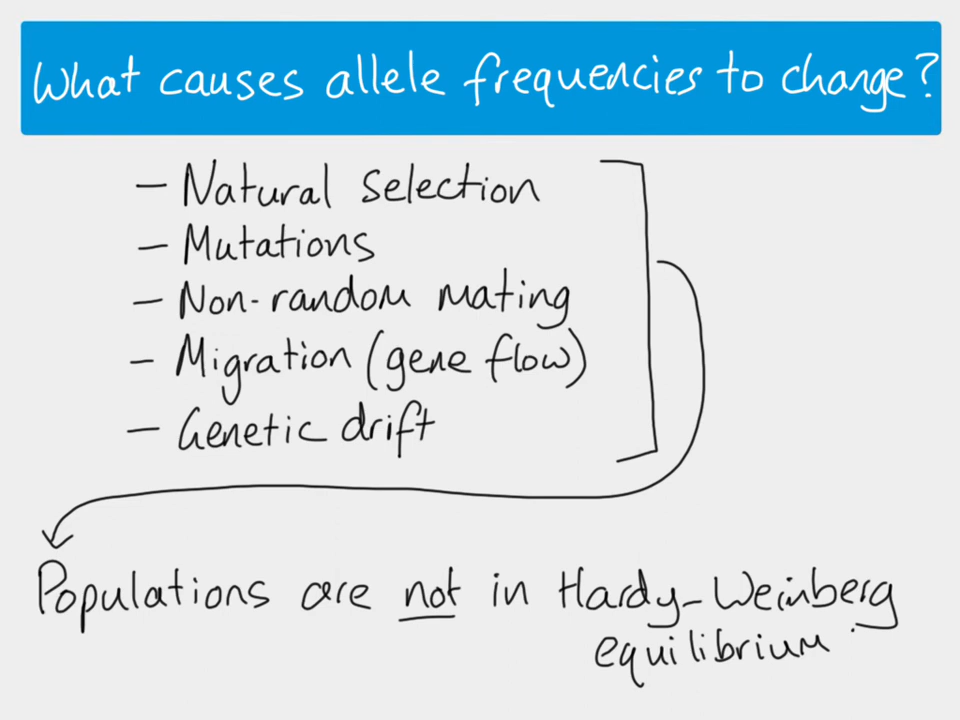 What causes allele frequencies to change?
- Natural selection
- Mutations
- Non-random mating
- Migration (gene flow)
- Genetic drift
Populations are not in Hardy-Weinberg
equilibrium.